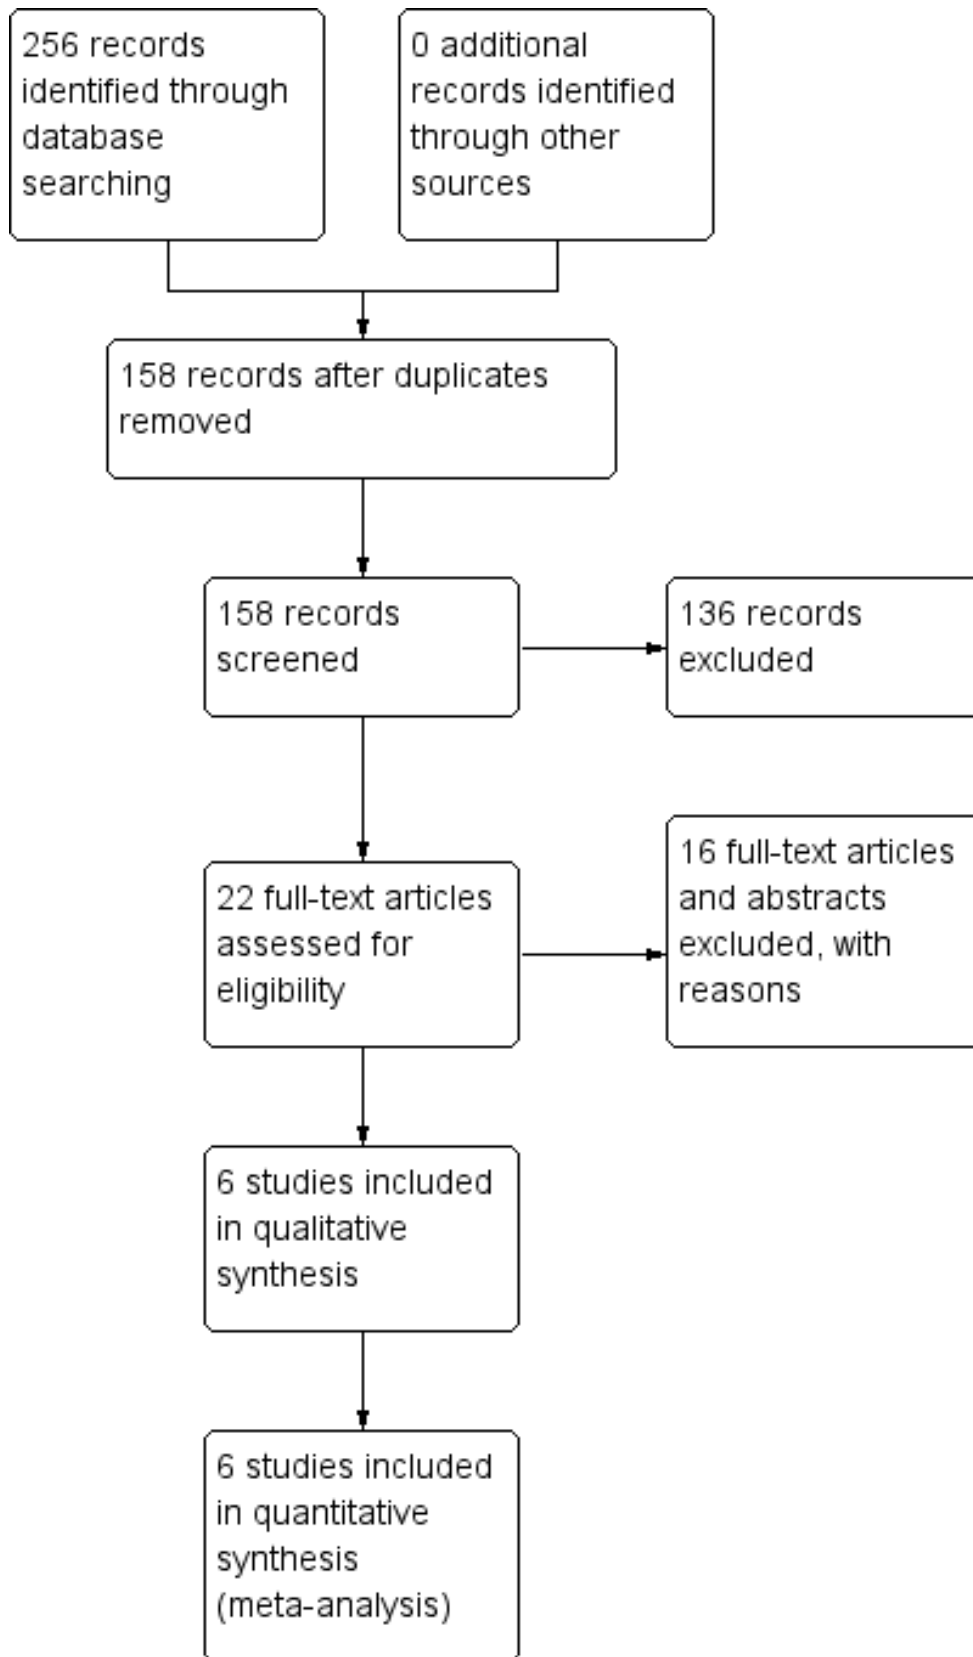 256 records
identified through
database
searching
0 additional
records identified
through other
sources
158 records after duplicates
removed
158 records
screened
136 records
excluded
22 full-text articles
assessed for
eligibility
16 full-text articles
and abstracts
excluded, with
reasons
6 studies included
in qualitative
synthesis
6 studies included
in quantitative
synthesis
(meta-analysis)